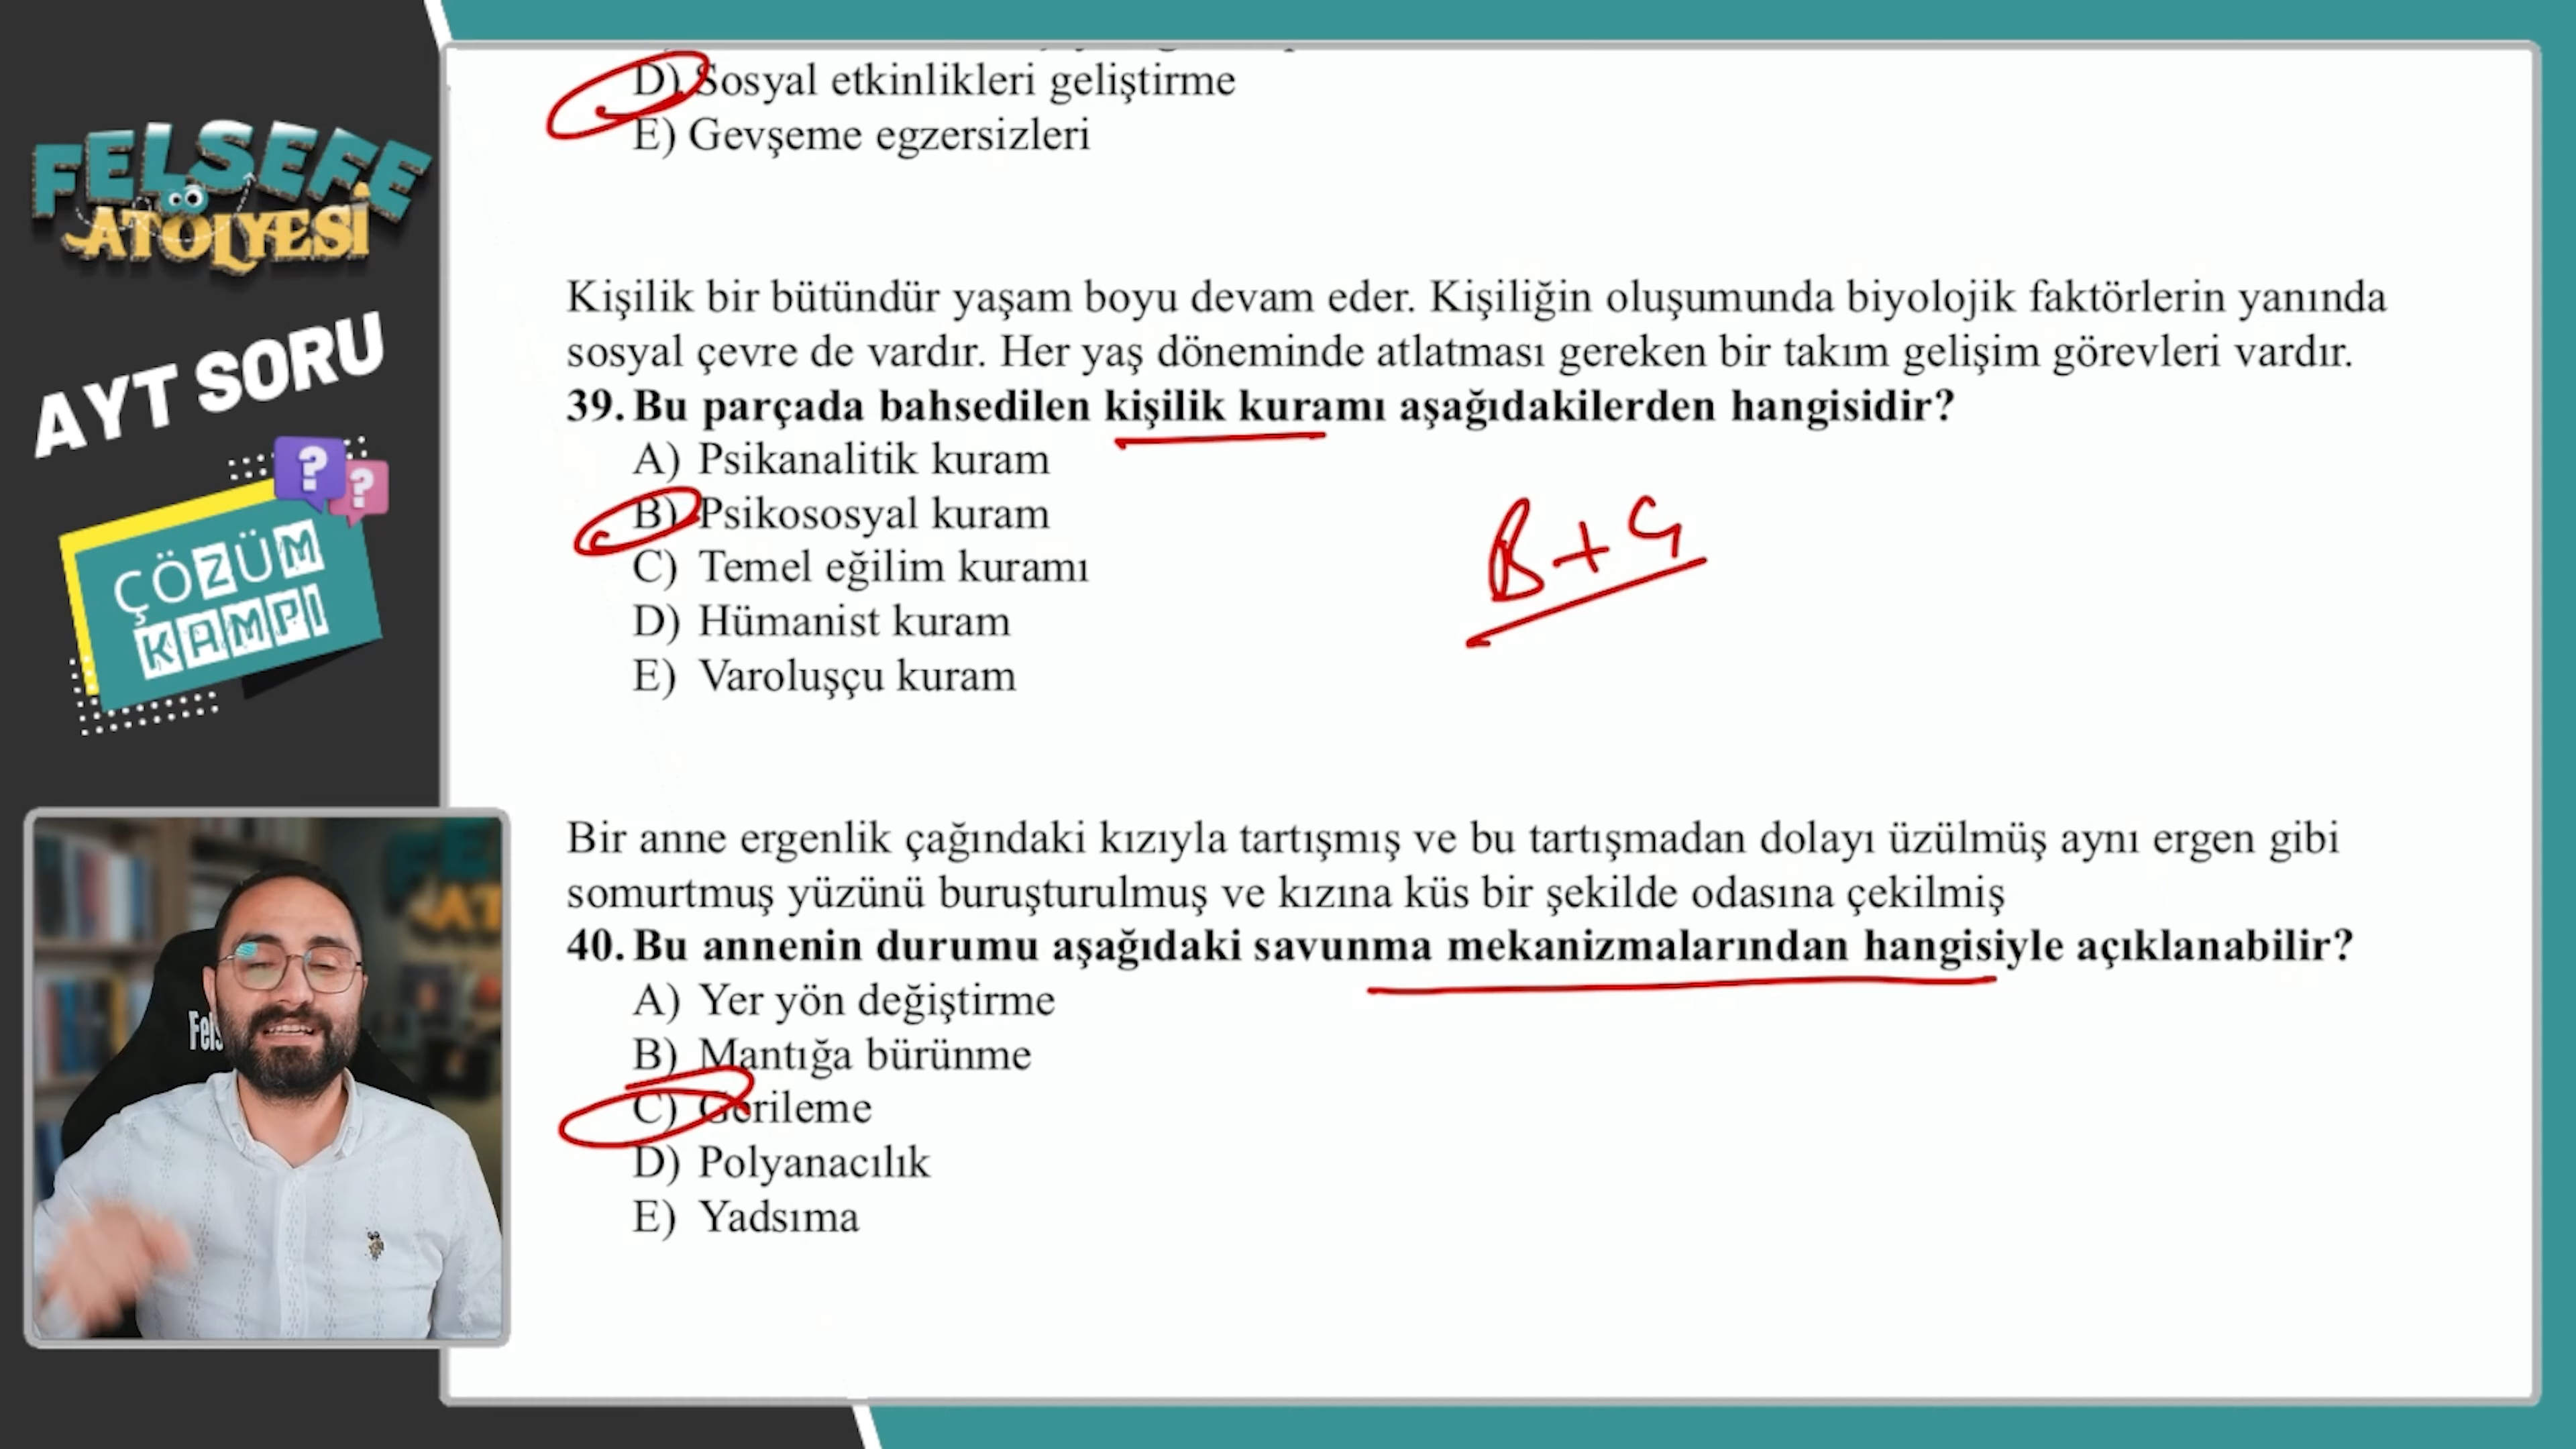 FELSEFE
ATÖLYESİ
AYT SORU
? ?
ÇÖZÜM
KAMPI
D) Sosyal etkinlikleri geliştirme
E) Gevşeme egzersizleri
Kişilik bir bütündür yaşam boyu devam eder. Kişiliğin oluşumunda biyolojik faktörlerin yanında
sosyal çevre de vardır. Her yaş döneminde atlatması gereken bir takım gelişim görevleri vardır.
39. Bu parçada bahsedilen kişilik kuramı aşağıdakilerden hangisidir?
A) Psikanalitik kuram
B) Psikososyal kuram
C) Temel eğilim kuramı
D) Hümanist kuram
E) Varoluşçu kuram
Bir anne ergenlik çağındaki kızıyla tartışmış ve bu tartışmadan dolayı üzülmüş aynı ergen gibi
somurtmuş yüzünü buruşturulmuş ve kızına küs bir şekilde odasına çekilmiş
40. Bu annenin durumu aşağıdaki savunma mekanizmalarından hangisiyle açıklanabilir?
A) Yer yön değiştirme
B) Mantığa bürünme
C) Gerileme
D) Polyanacılık
E) Yadsıma